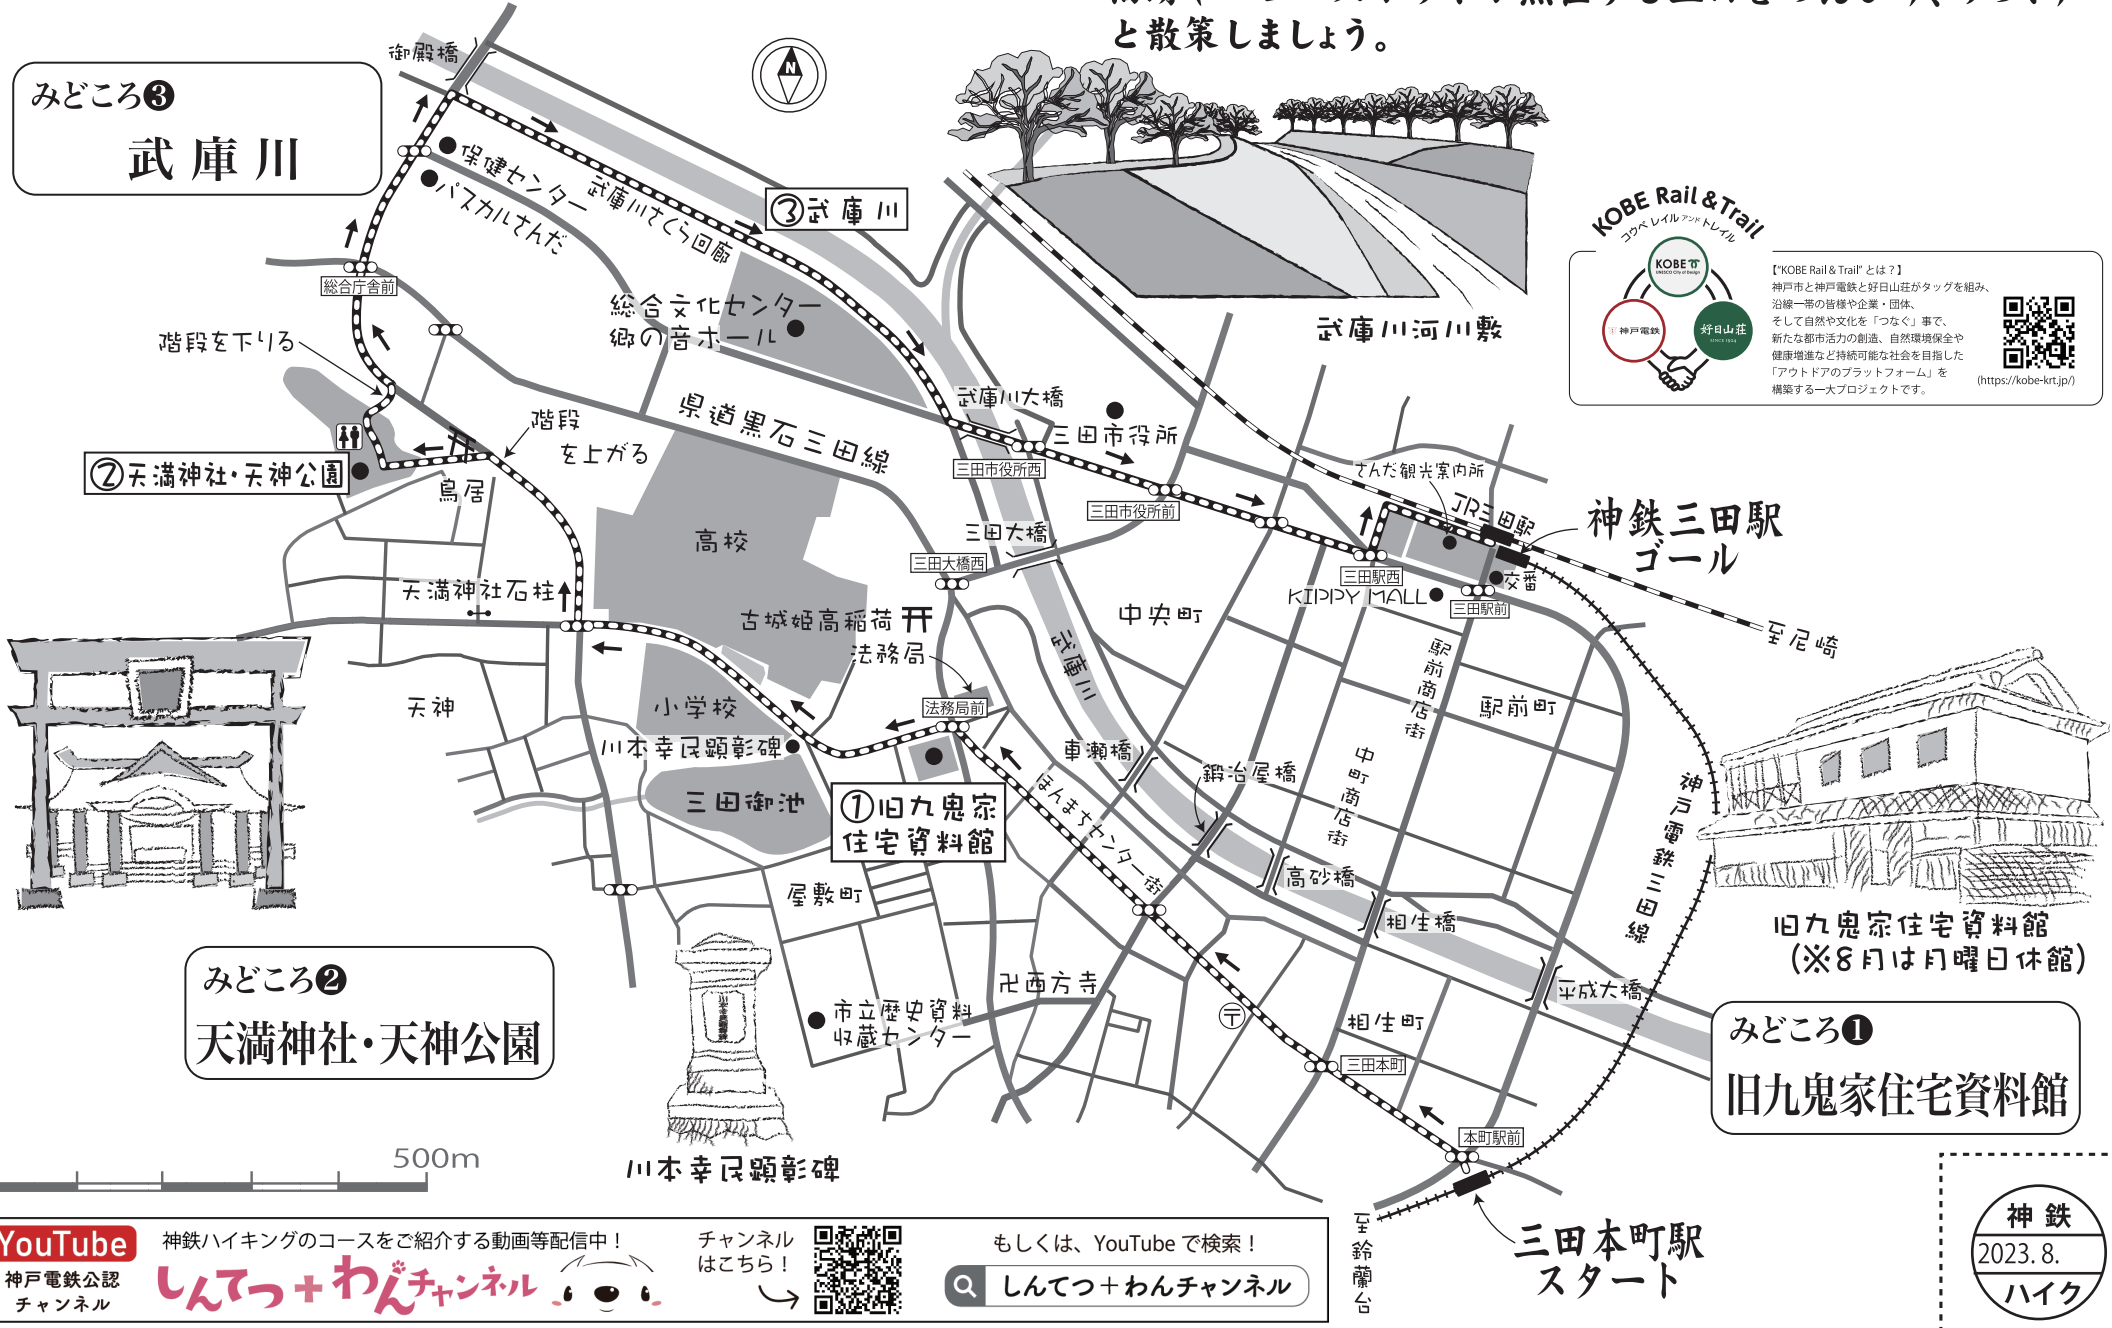 と散策しましょう。
御殿橋
みどころ❸
武庫川
N
保健センター
パスカルさんだ
武庫川さくら回廊
③武庫川
総合庁舎前
階段を下りる
総合文化センター
郷の音ホール
武庫川河川敷
KOBE Rail & Trail
コウベ レイル アンド トレイル
KOBE
UNESCO City of Design
神戸電鉄
好日山荘
SINCE 1924
【"KOBE Rail & Trail" とは？】
神戸市と神戸電鉄と好日山荘がタッグを組み、
沿線一帯の皆様や企業・団体、
そして自然や文化を「つなぐ」事で、
新たな都市活力の創造、自然環境保全や
健康増進など持続可能な社会を目指した
「アウトドアのプラットフォーム」を
構築する一大プロジェクトです。
(https://kobe-krt.jp/)
階段
を上がる
県道黒石三田線
武庫川大橋
三田市役所
三田市役所西
三田市役所前
②天満神社・天神公園
鳥居
さんだ観光案内所
JR三田駅
神鉄三田駅
ゴール
高校
三田大橋
三田大橋西
三田駅西
交番
KIPPY MALL
三田駅前
天満神社石柱
古城姫高稲荷
中央町
法務局
武庫川
至尼崎
駅前商店街
駅前町
天神
小学校
法務局前
川本幸民顕彰碑
車瀬橋
鍛冶屋橋
中町商店街
神戸電鉄三田線
三田御池
①旧九鬼家
住宅資料館
ほんまちセンター街
屋敷町
高砂橋
相生橋
旧九鬼家住宅資料館
(※8月は月曜日休館)
みどころ❷
天満神社・天神公園
卍西方寺
平成大橋
市立歴史資料
収蔵センター
〒
相生町
三田本町
みどころ❶
旧九鬼家住宅資料館
本町駅前
500m
川本幸民顕彰碑
三田本町駅
スタート
至鈴蘭台
神鉄
2023. 8.
ハイク
YouTube
神戸電鉄公認
チャンネル
神鉄ハイキングのコースをご紹介する動画等配信中！
しんてつ＋わんチャンネル
チャンネル
はこちら！
もしくは、YouTube で検索！
しんてつ＋わんチャンネル